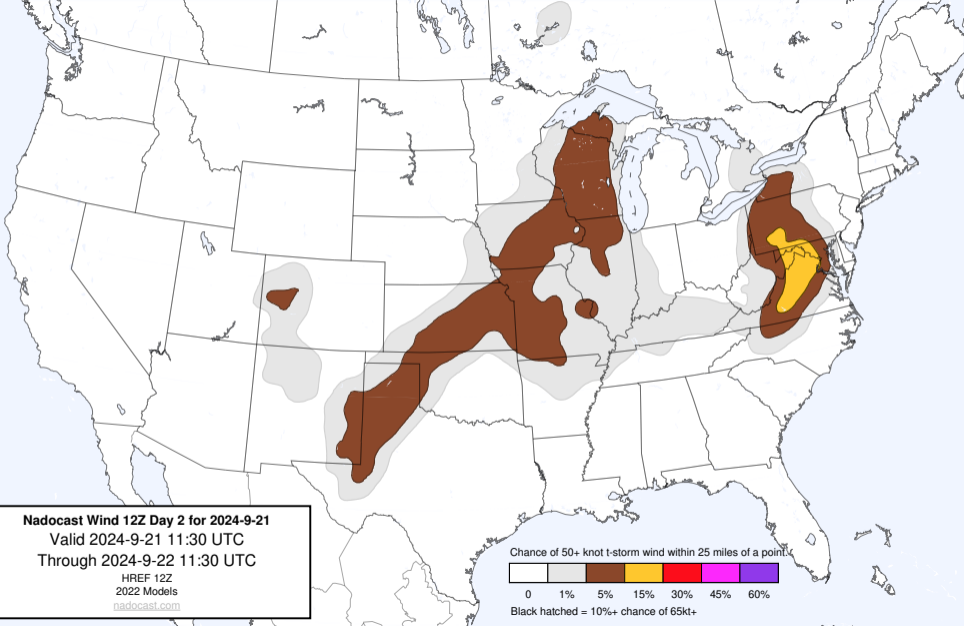 Nadocast Wind 12Z Day 2 for 2024-9-21
Valid 2024-9-21 11:30 UTC
Through 2024-9-22 11:30 UTC
HREF 12Z
2022 Models
nadocast.com
Chance of 50+ knot t-storm wind within 25 miles of a point.
0 1% 5% 15% 30% 45% 60%
Black hatched = 10%+ chance of 65kt+